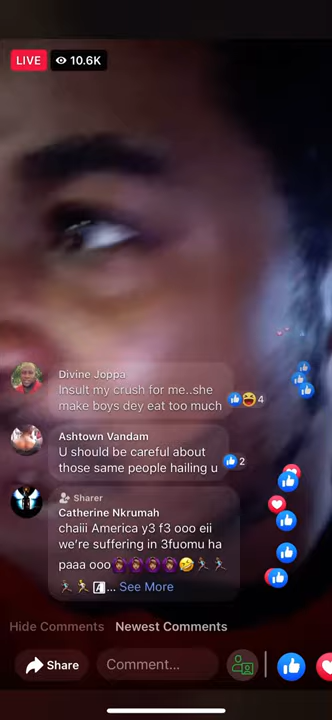 LIVE 10.6K
Divine Joppa
Insult my crush for me..she
make boys dey eat too much
4
Ashtown Vandam
U should be careful about
those same people hailing u
2
Sharer
Catherine Nkrumah
chaiii America y3 f3 ooo eii
we're suffering in 3fuomu ha
paaa ooo🤦🏾‍♀️🤦🏾‍♀️🤦🏾‍♀️🤦🏾‍♀️🤣🏃🏃
🏃🏃... See More
Hide Comments Newest Comments
Share Comment...